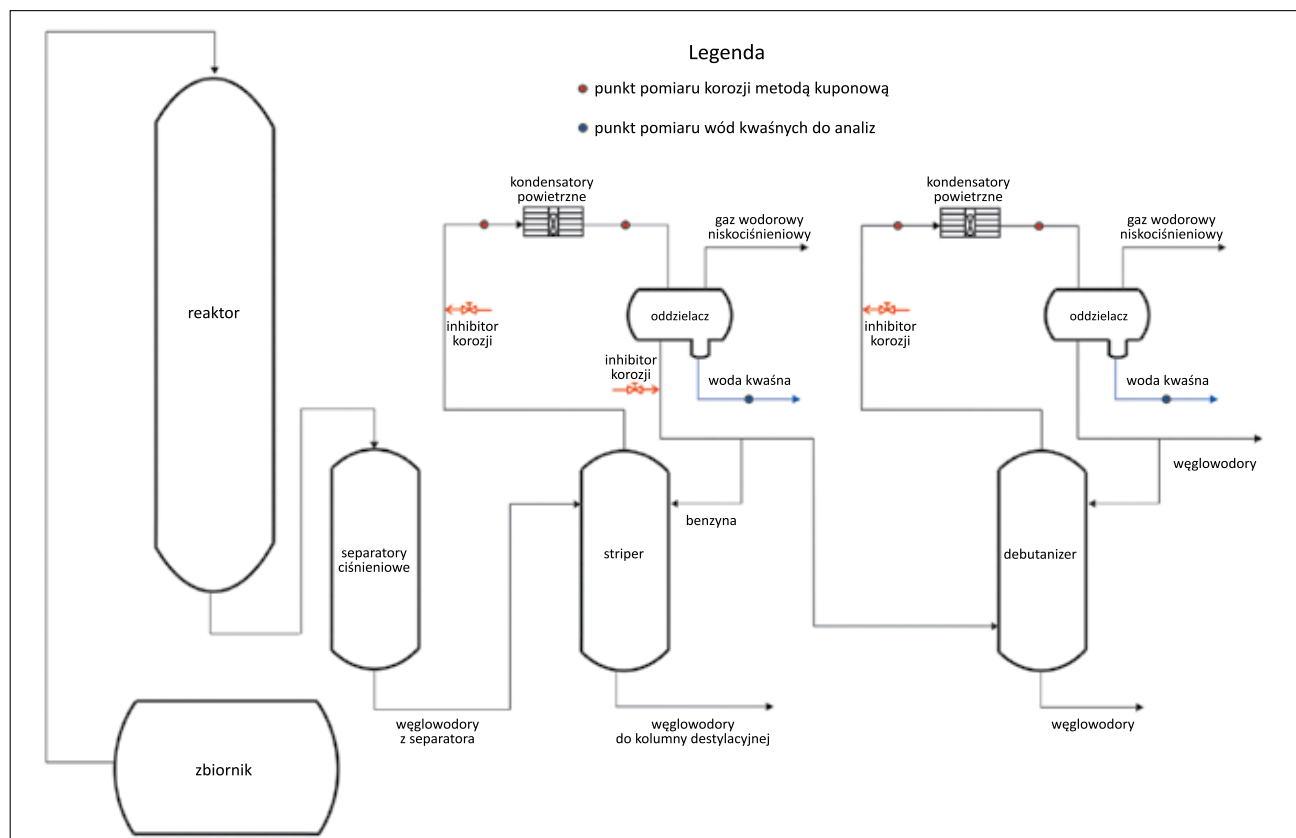 Legenda
punkt pomiaru korozji metodą kuponową
punkt pomiaru wód kwaśnych do analiz
kondensatory
powietrzne
gaz wodorowy
niskociśnieniowy
kondensatory
powietrzne
gaz wodorowy
niskociśnieniowy
reaktor
inhibitor
korozji
oddzielacz
inhibitor
korozji
woda kwaśna
inhibitor
korozji
oddzielacz
woda kwaśna
węglowodory
benzyna
separatory
ciśnieniowe
striper
debutanizer
węglowodory
z separatora
węglowodory
do kolumny destylacyjnej
węglowodory
zbiornik